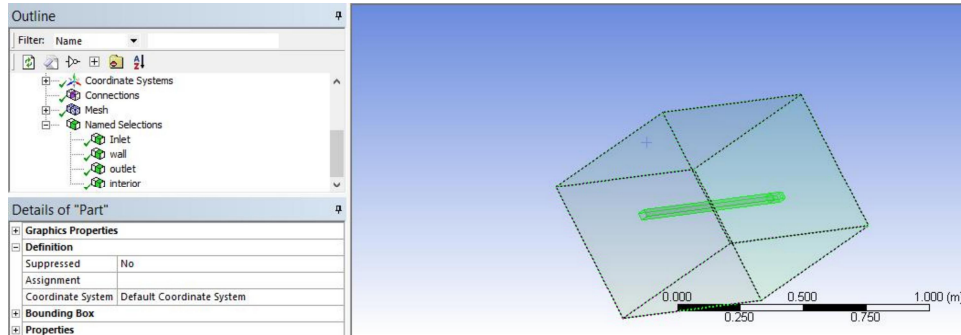 Outline
Filter: Name
Coordinate Systems
Connections
Mesh
Named Selections
Inlet
wall
outlet
interior
Details of "Part"
Graphics Properties
Definition
Suppressed No
Assignment
Coordinate System Default Coordinate System
Bounding Box
Properties
0.000 0.500 1.000 (m)
0.250 0.750